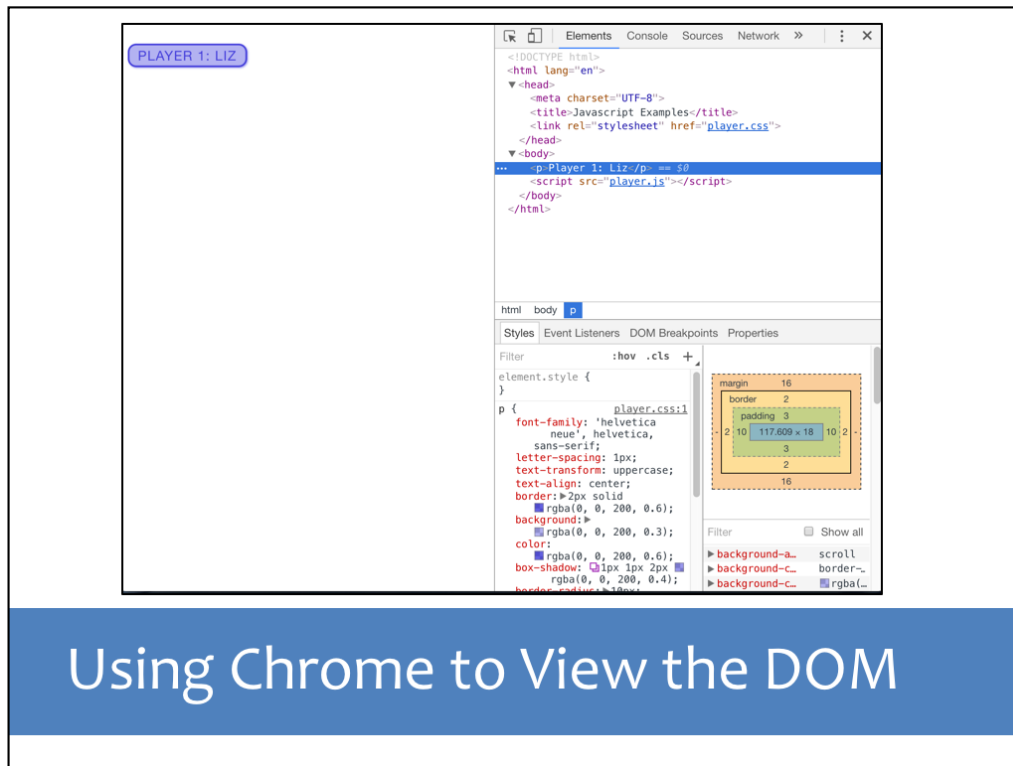 PLAYER 1: LIZ
Elements Console Sources Network »
<!DOCTYPE html>
<html lang="en">
▼<head>
<meta charset="UTF-8">
<title>Javascript Examples</title>
<link rel="stylesheet" href="player.css">
</head>
▼<body>
<p>Player 1: Liz</p> == $0
<script src="player.js"></script>
</body>
</html>
html body p
Styles Event Listeners DOM Breakpoints Properties
Filter :hov .cls +
element.style {
}
p { player.css:1
font-family: 'helvetica
neue', helvetica,
sans-serif;
letter-spacing: 1px;
text-transform: uppercase;
text-align: center;
border:▶2px solid
rgba(0, 0, 200, 0.6);
background:▶
rgba(0, 0, 200, 0.3);
color:
rgba(0, 0, 200, 0.6);
box-shadow: 1px 1px 2px
rgba(0, 0, 200, 0.4);
border-radius:▶10px;
margin 16
border 2
padding 3
- 2 10 117.609 × 18 10 2 -
3
2
16
Filter Show all
▶background-a… scroll
▶background-c… border-…
▶background-c… rgba(…
Using Chrome to View the DOM